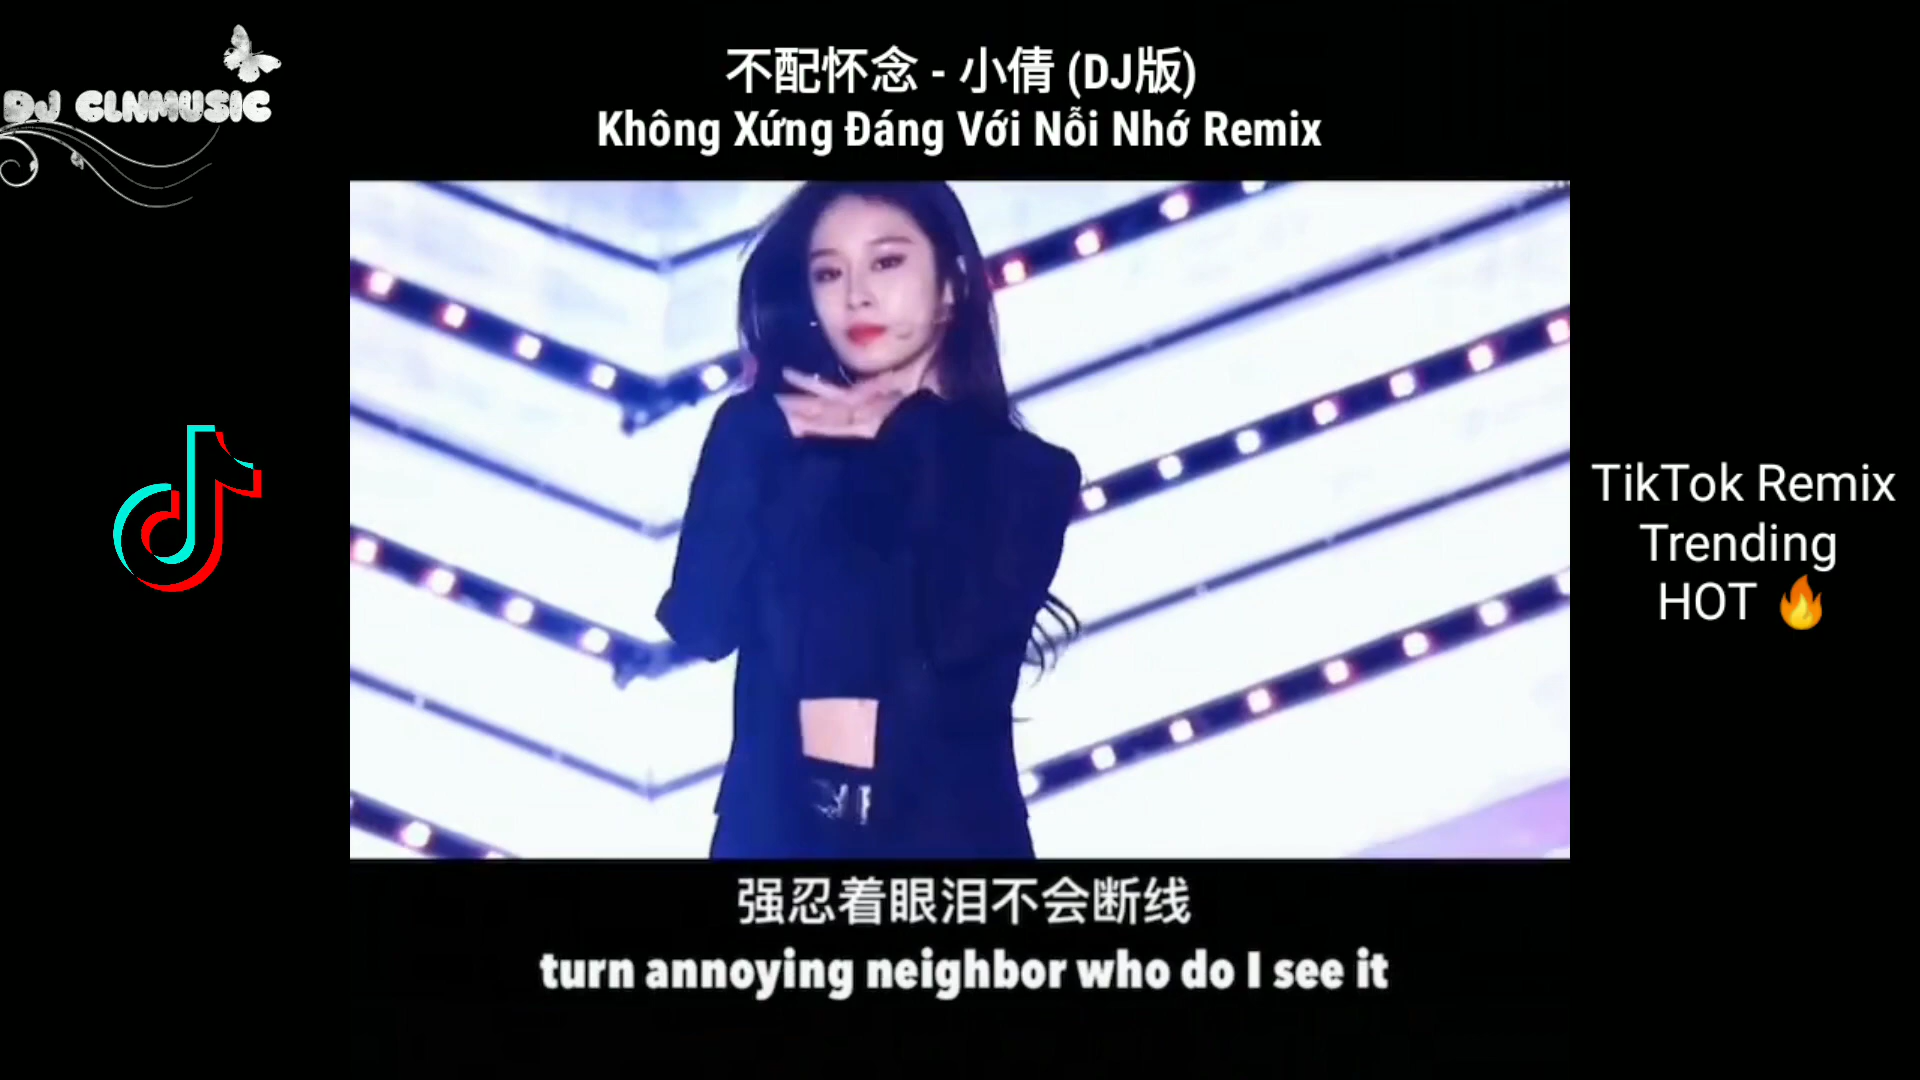 DJ GLNMUSIC
不配怀念 - 小倩 (DJ版)
Không Xứng Đáng Với Nỗi Nhớ Remix
TikTok Remix
Trending
HOT 🔥
强忍着眼泪不会断线
turn annoying neighbor who do I see it